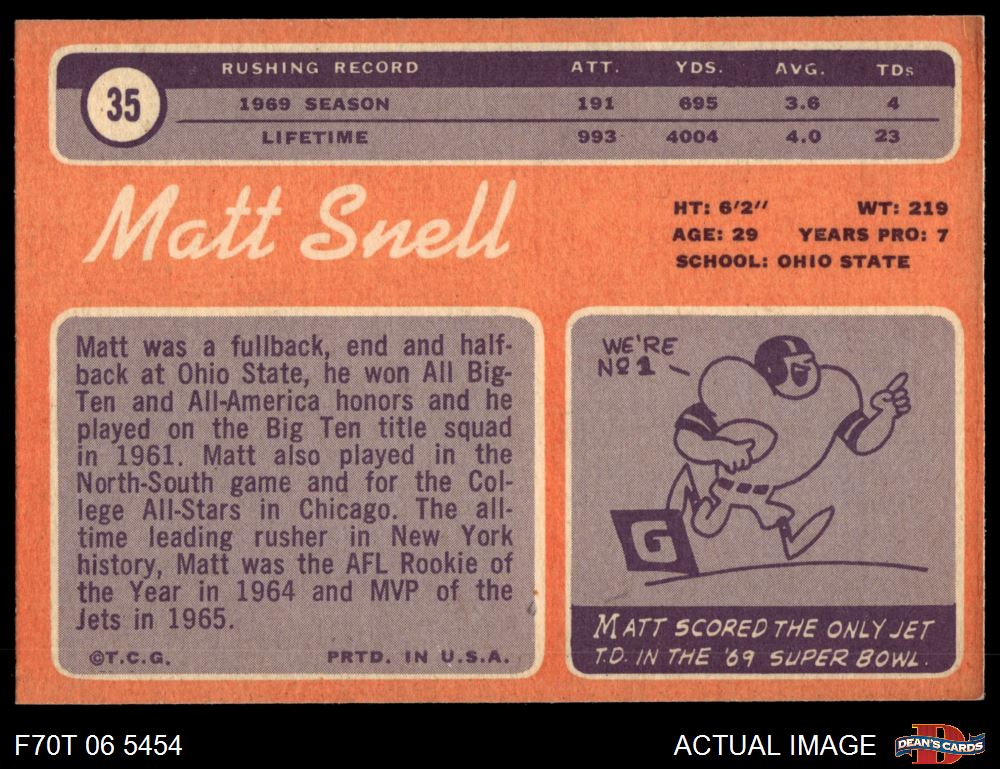 35
RUSHING RECORD ATT. YDS. AVG. TDs
1969 SEASON 191 695 3.6 4
LIFETIME 993 4004 4.0 23
Matt Snell
HT: 6'2" WT: 219
AGE: 29 YEARS PRO: 7
SCHOOL: OHIO STATE
Matt was a fullback, end and half-
back at Ohio State, he won All Big-
Ten and All-America honors and he
played on the Big Ten title squad
in 1961. Matt also played in the
North-South game and for the Col-
lege All-Stars in Chicago. The all-
time leading rusher in New York
history, Matt was the AFL Rookie of
the Year in 1964 and MVP of the
Jets in 1965.
©T.C.G. PRTD. IN U.S.A.
WE'RE
Nº 1
G
MATT SCORED THE ONLY JET
T.D. IN THE '69 SUPER BOWL.
F70T 06 5454
ACTUAL IMAGE
D
DEAN'S CARDS